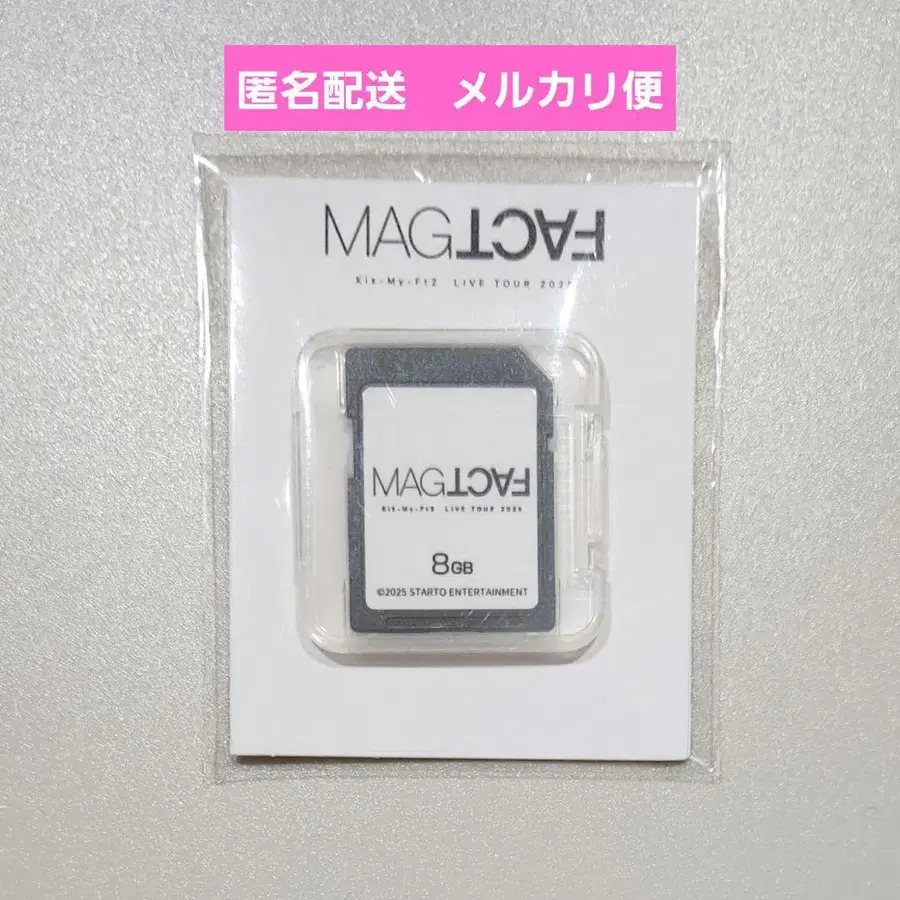 匿名配送　メルカリ便
MAGFACT
Kis-My-Ft2 LIVE TOUR 2025
MAGFACT
Kis-My-Ft2 LIVE TOUR 2025
8GB
©2025 STARTO ENTERTAINMENT